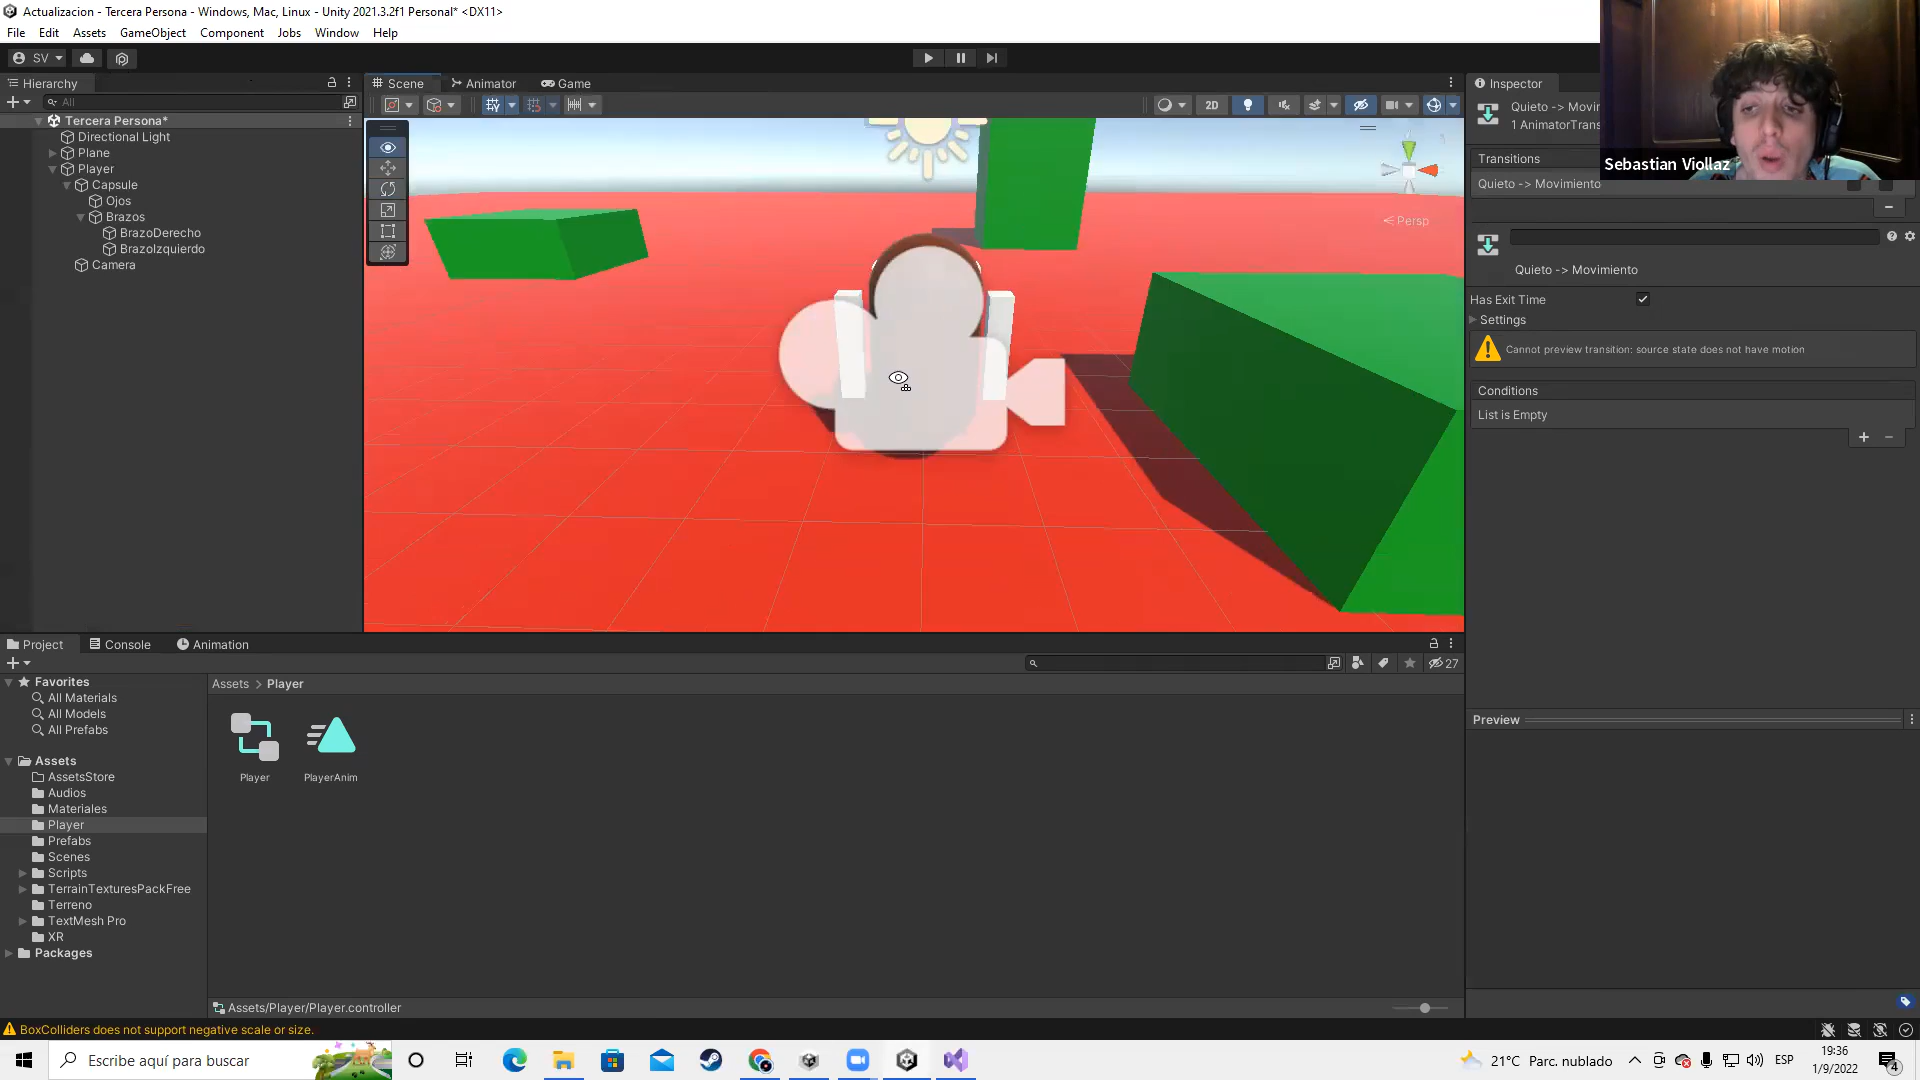 Actualizacion - Tercera Persona - Windows, Mac, Linux - Unity 2021.3.2f1 Personal* <DX11>
File Edit Assets GameObject Component Jobs Window Help
SV
Hierarchy
All
Tercera Persona*
Directional Light
Plane
Player
Capsule
Ojos
Brazos
BrazoDerecho
BrazoIzquierdo
Camera
Scene Animator Game
2D
Persp
Inspector
Quieto -> Movir
1 AnimatorTrans
Transitions
Quieto -> Movimiento
Quieto -> Movimiento
Has Exit Time
Settings
Cannot preview transition: source state does not have motion
Conditions
List is Empty
Preview
Sebastian Viollaz
Project Console Animation
27
Favorites
All Materials
All Models
All Prefabs
Assets
AssetsStore
Audios
Materiales
Player
Prefabs
Scenes
Scripts
TerrainTexturesPackFree
Terreno
TextMesh Pro
XR
Packages
Assets > Player
Player
PlayerAnim
Assets/Player/Player.controller
BoxColliders does not support negative scale or size.
Escribe aquí para buscar
21°C Parc. nublado
ESP
19:36
1/9/2022
4